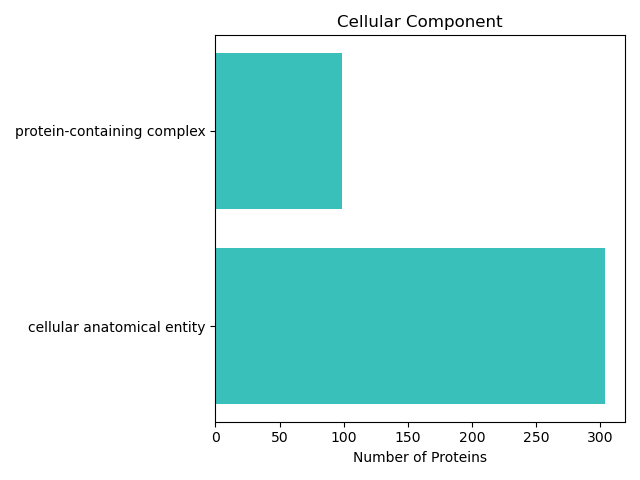 Cellular Component
protein-containing complex
cellular anatomical entity
0 50 100 150 200 250 300
Number of Proteins